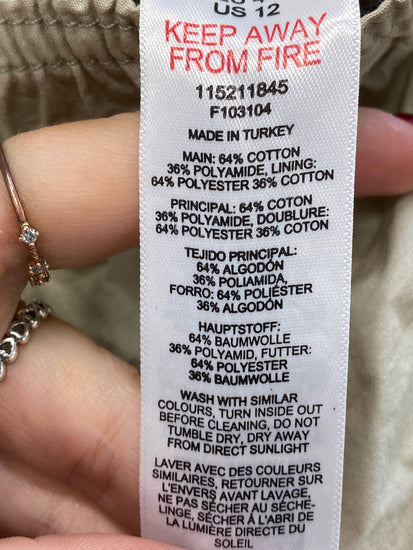 US 12
KEEP AWAY
FROM FIRE
115211845
F103104
MADE IN TURKEY
MAIN: 64% COTTON
36% POLYAMIDE, LINING:
64% POLYESTER 36% COTTON
PRINCIPAL: 64% COTON
36% POLYAMIDE, DOUBLURE:
64% POLYESTER 36% COTON
TEJIDO PRINCIPAL:
64% ALGODÓN
36% POLIAMIDA,
FORRO: 64% POLIÉSTER
36% ALGODÓN
HAUPTSTOFF:
64% BAUMWOLLE
36% POLYAMID, FUTTER:
64% POLYESTER
36% BAUMWOLLE
WASH WITH SIMILAR
COLOURS, TURN INSIDE OUT
BEFORE CLEANING, DO NOT
TUMBLE DRY, DRY AWAY
FROM DIRECT SUNLIGHT
LAVER AVEC DES COULEURS
SIMILAIRES, RETOURNER SUR
L'ENVERS AVANT LAVAGE,
NE PAS SÉCHER AU SÈCHE-
LINGE, SÉCHER À L'ABRI DE
LA LUMIÈRE DIRECTE DU
SOLEIL